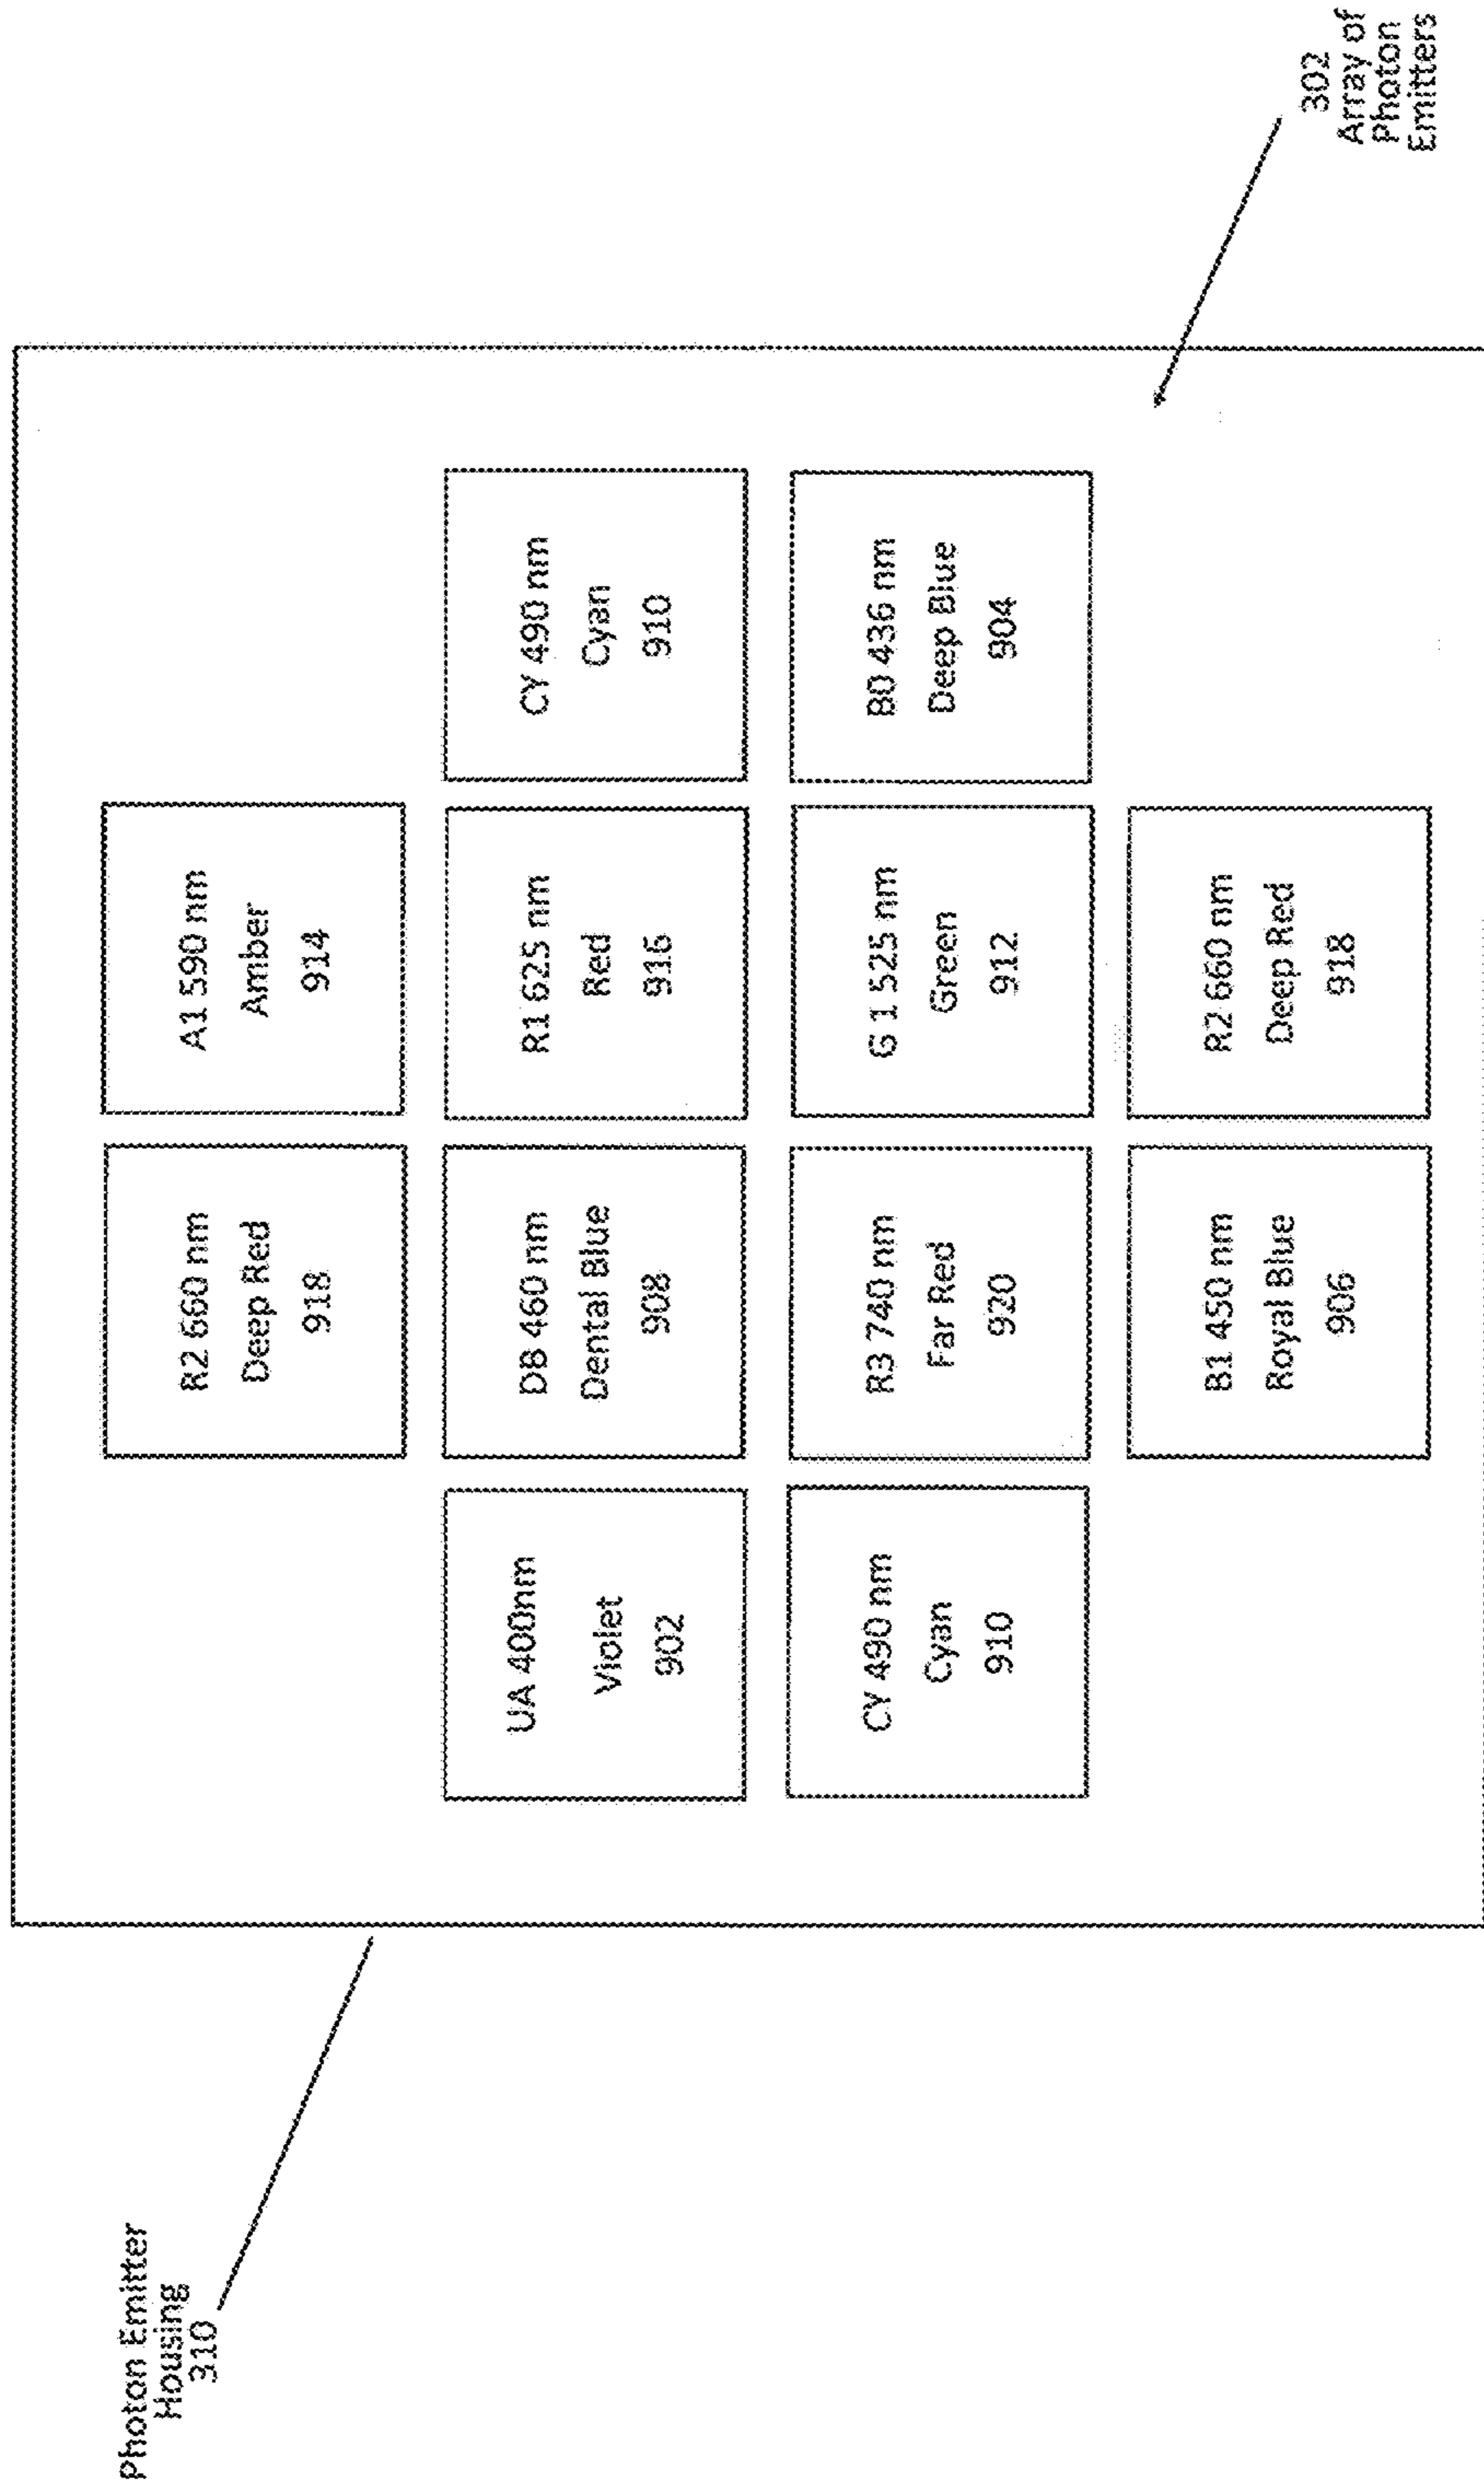 Photon Emitter
Housing
310
R2 660 nm
Deep Red
918
A1 590 nm
Amber
914
UA 400nm
Violet
902
DB 460 nm
Dental Blue
908
R1 625 nm
Red
916
CY 490 nm
Cyan
910
CY 490 nm
Cyan
910
R3 740 nm
Far Red
920
G 1 525 nm
Green
912
B0 436 nm
Deep Blue
904
B1 450 nm
Royal Blue
906
R2 660 nm
Deep Red
918
302
Array of
Photon
Emitters